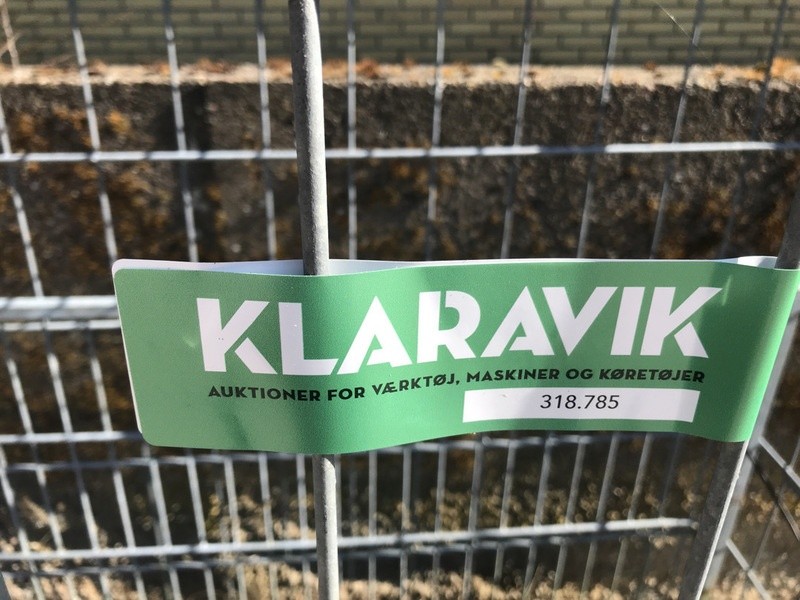 KLARAVIK
AUKTIONER FOR VÆRKTØJ, MASKINER OG KØRETØJER
318.785